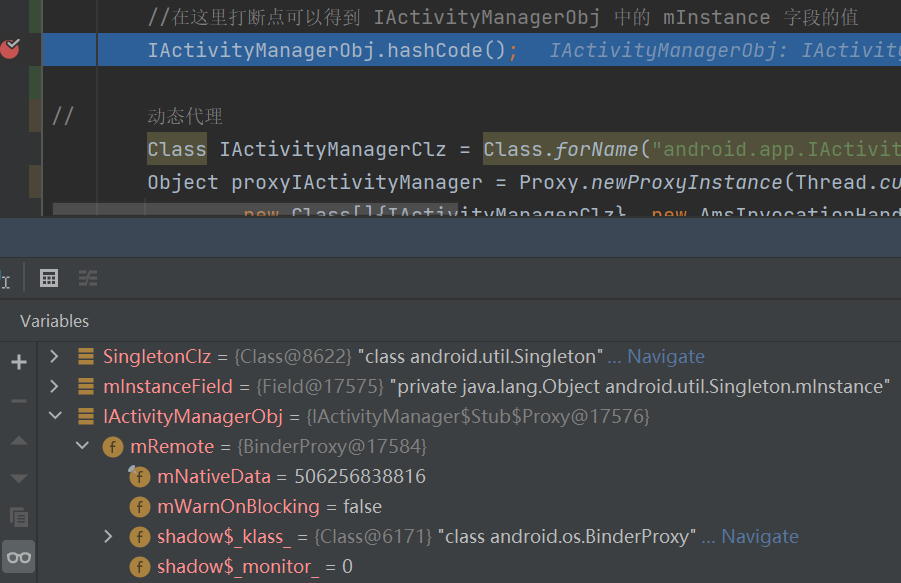 //在这里打断点可以得到 IActivityManagerObj 中的 mInstance 字段的值
IActivityManagerObj.hashCode(); IActivityManagerObj: IActivity
// 动态代理
Class IActivityManagerClz = Class.forName("android.app.IActivit
Object proxyIActivityManager = Proxy.newProxyInstance(Thread.cu
new Class[]{IActivityManagerClz}, new AmsInvocationHand
Variables
SingletonClz = {Class@8622} "class android.util.Singleton" ... Navigate
mInstanceField = {Field@17575} "private java.lang.Object android.util.Singleton.mInstance"
IActivityManagerObj = {IActivityManager$Stub$Proxy@17576}
f mRemote = {BinderProxy@17584}
f mNativeData = 506256838816
f mWarnOnBlocking = false
f shadow$_klass_ = {Class@6171} "class android.os.BinderProxy" ... Navigate
f shadow$_monitor_ = 0